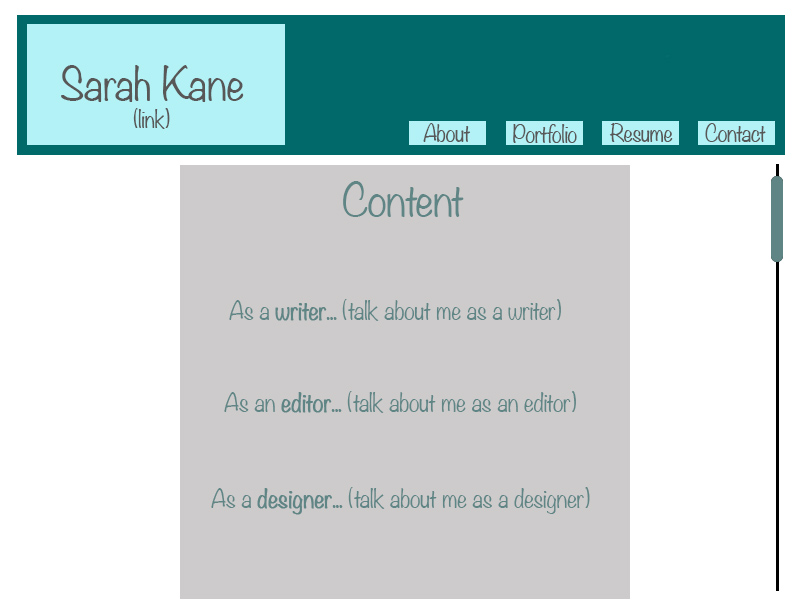 Sarah Kane
(link)
About Portfolio Resume Contact
Content
As a writer... (talk about me as a writer)
As an editor... (talk about me as an editor)
As a designer... (talk about me as a designer)